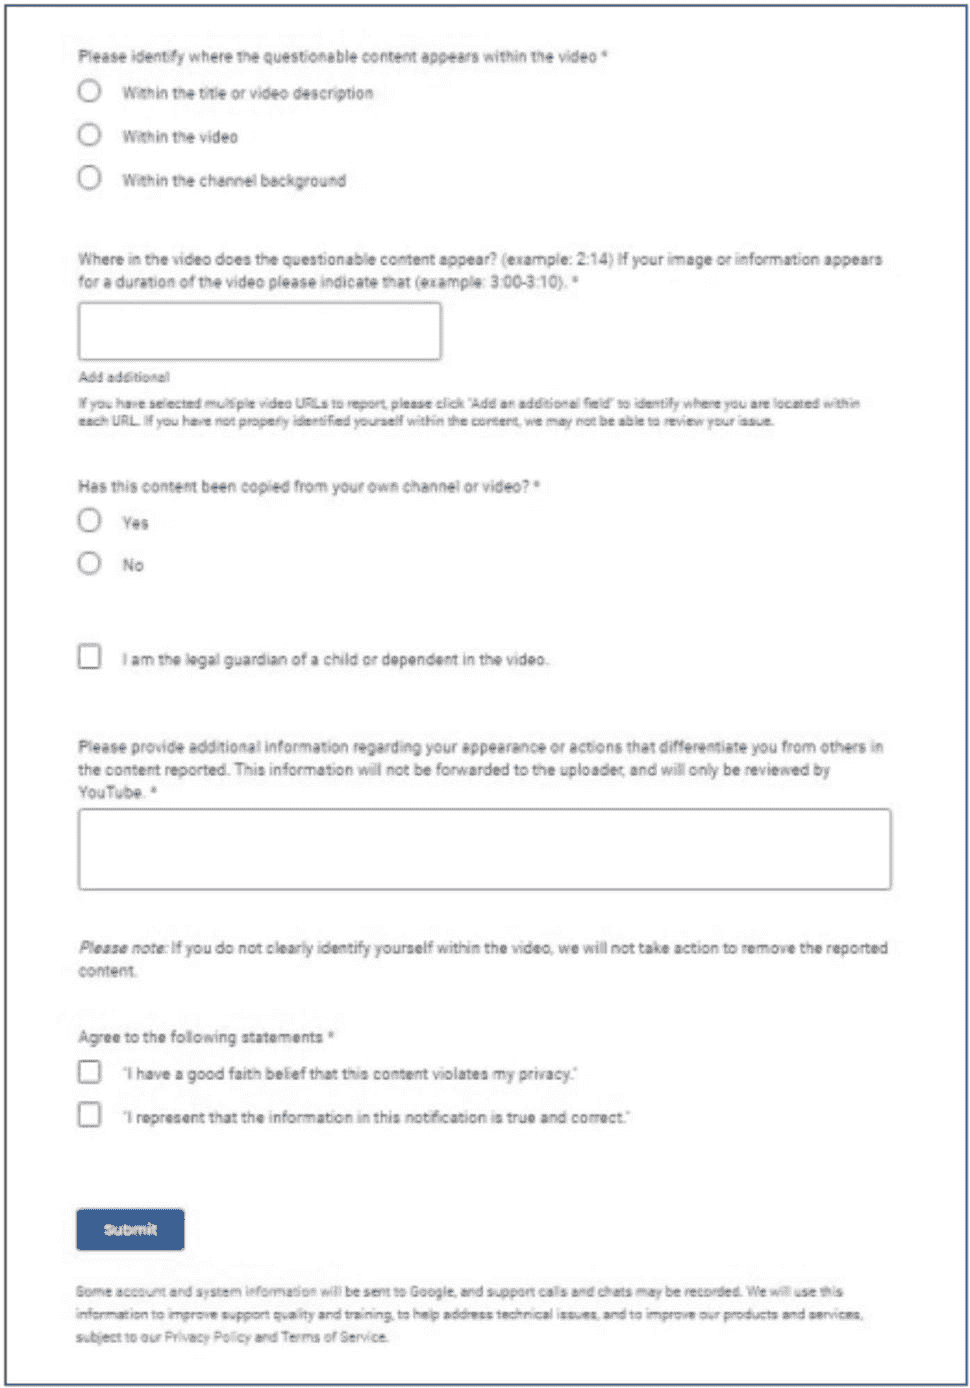 Please identify where the questionable content appears within the video *
Within the title or video description
Within the video
Within the channel background
Where in the video does the questionable content appear? (example: 2:14) If your image or information appears
for a duration of the video please indicate that (example: 3:00-3:10). *
Add additional
If you have selected multiple video URLs to report, please click "Add an additional field" to identify where you are located within
each URL. If you have not properly identified yourself within the content, we may not be able to review your issue.
Has this content been copied from your own channel or video? *
Yes
No
I am the legal guardian of a child or dependent in the video.
Please provide additional information regarding your appearance or actions that differentiate you from others in
the content reported. This information will not be forwarded to the uploader, and will only be reviewed by
YouTube. *
Please note: If you do not clearly identify yourself within the video, we will not take action to remove the reported
content.
Agree to the following statements *
"I have a good faith belief that this content violates my privacy."
"I represent that the information in this notification is true and correct."
Submit
Some account and system information will be sent to Google, and support calls and chats may be recorded. We will use this
information to improve support quality and training, to help address technical issues, and to improve our products and services,
subject to our Privacy Policy and Terms of Service.